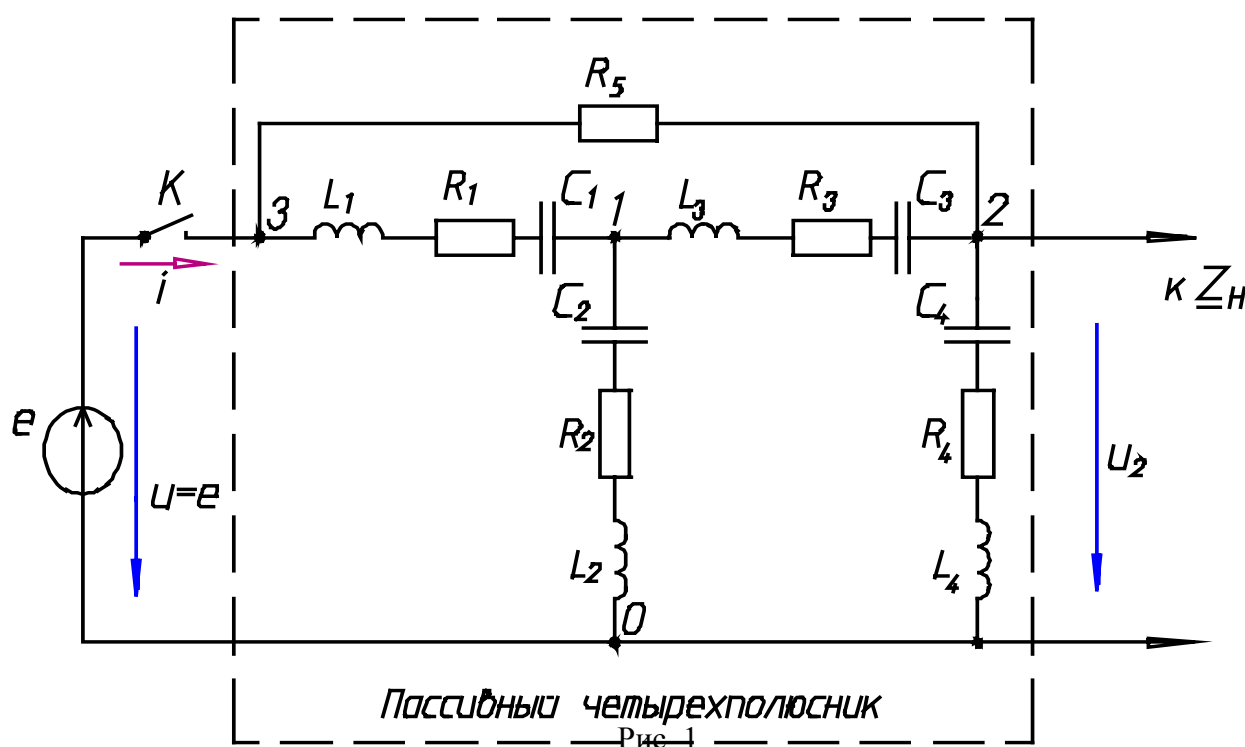 R5
K
3
L1
R1
C1
1
L3
R3
C3
2
i
к Zн
C2
C4
e
u=e
R2
R4
u2
L2
L4
0
Пассивный четырехполюсник
Рис. 1